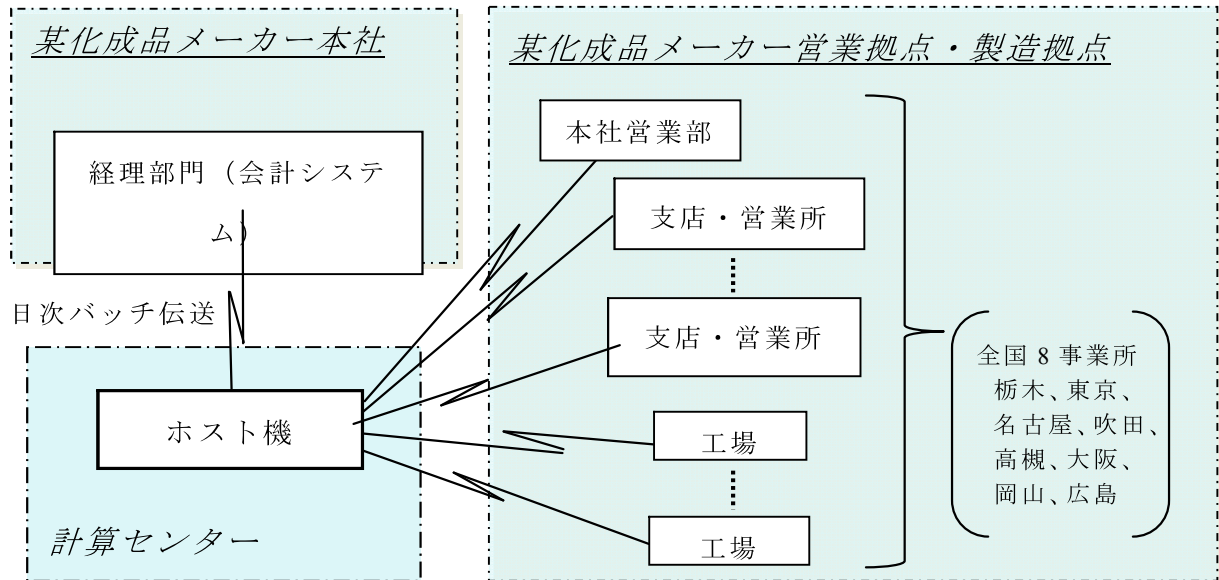 某化成品メーカー本社
経理部門（会計システ
ム）
日次バッチ伝送
ホスト機
計算センター
某化成品メーカー営業拠点・製造拠点
本社営業部
支店・営業所
支店・営業所
工場
工場
全国 8 事業所
栃木、東京、
名古屋、吹田、
高槻、大阪、
岡山、広島